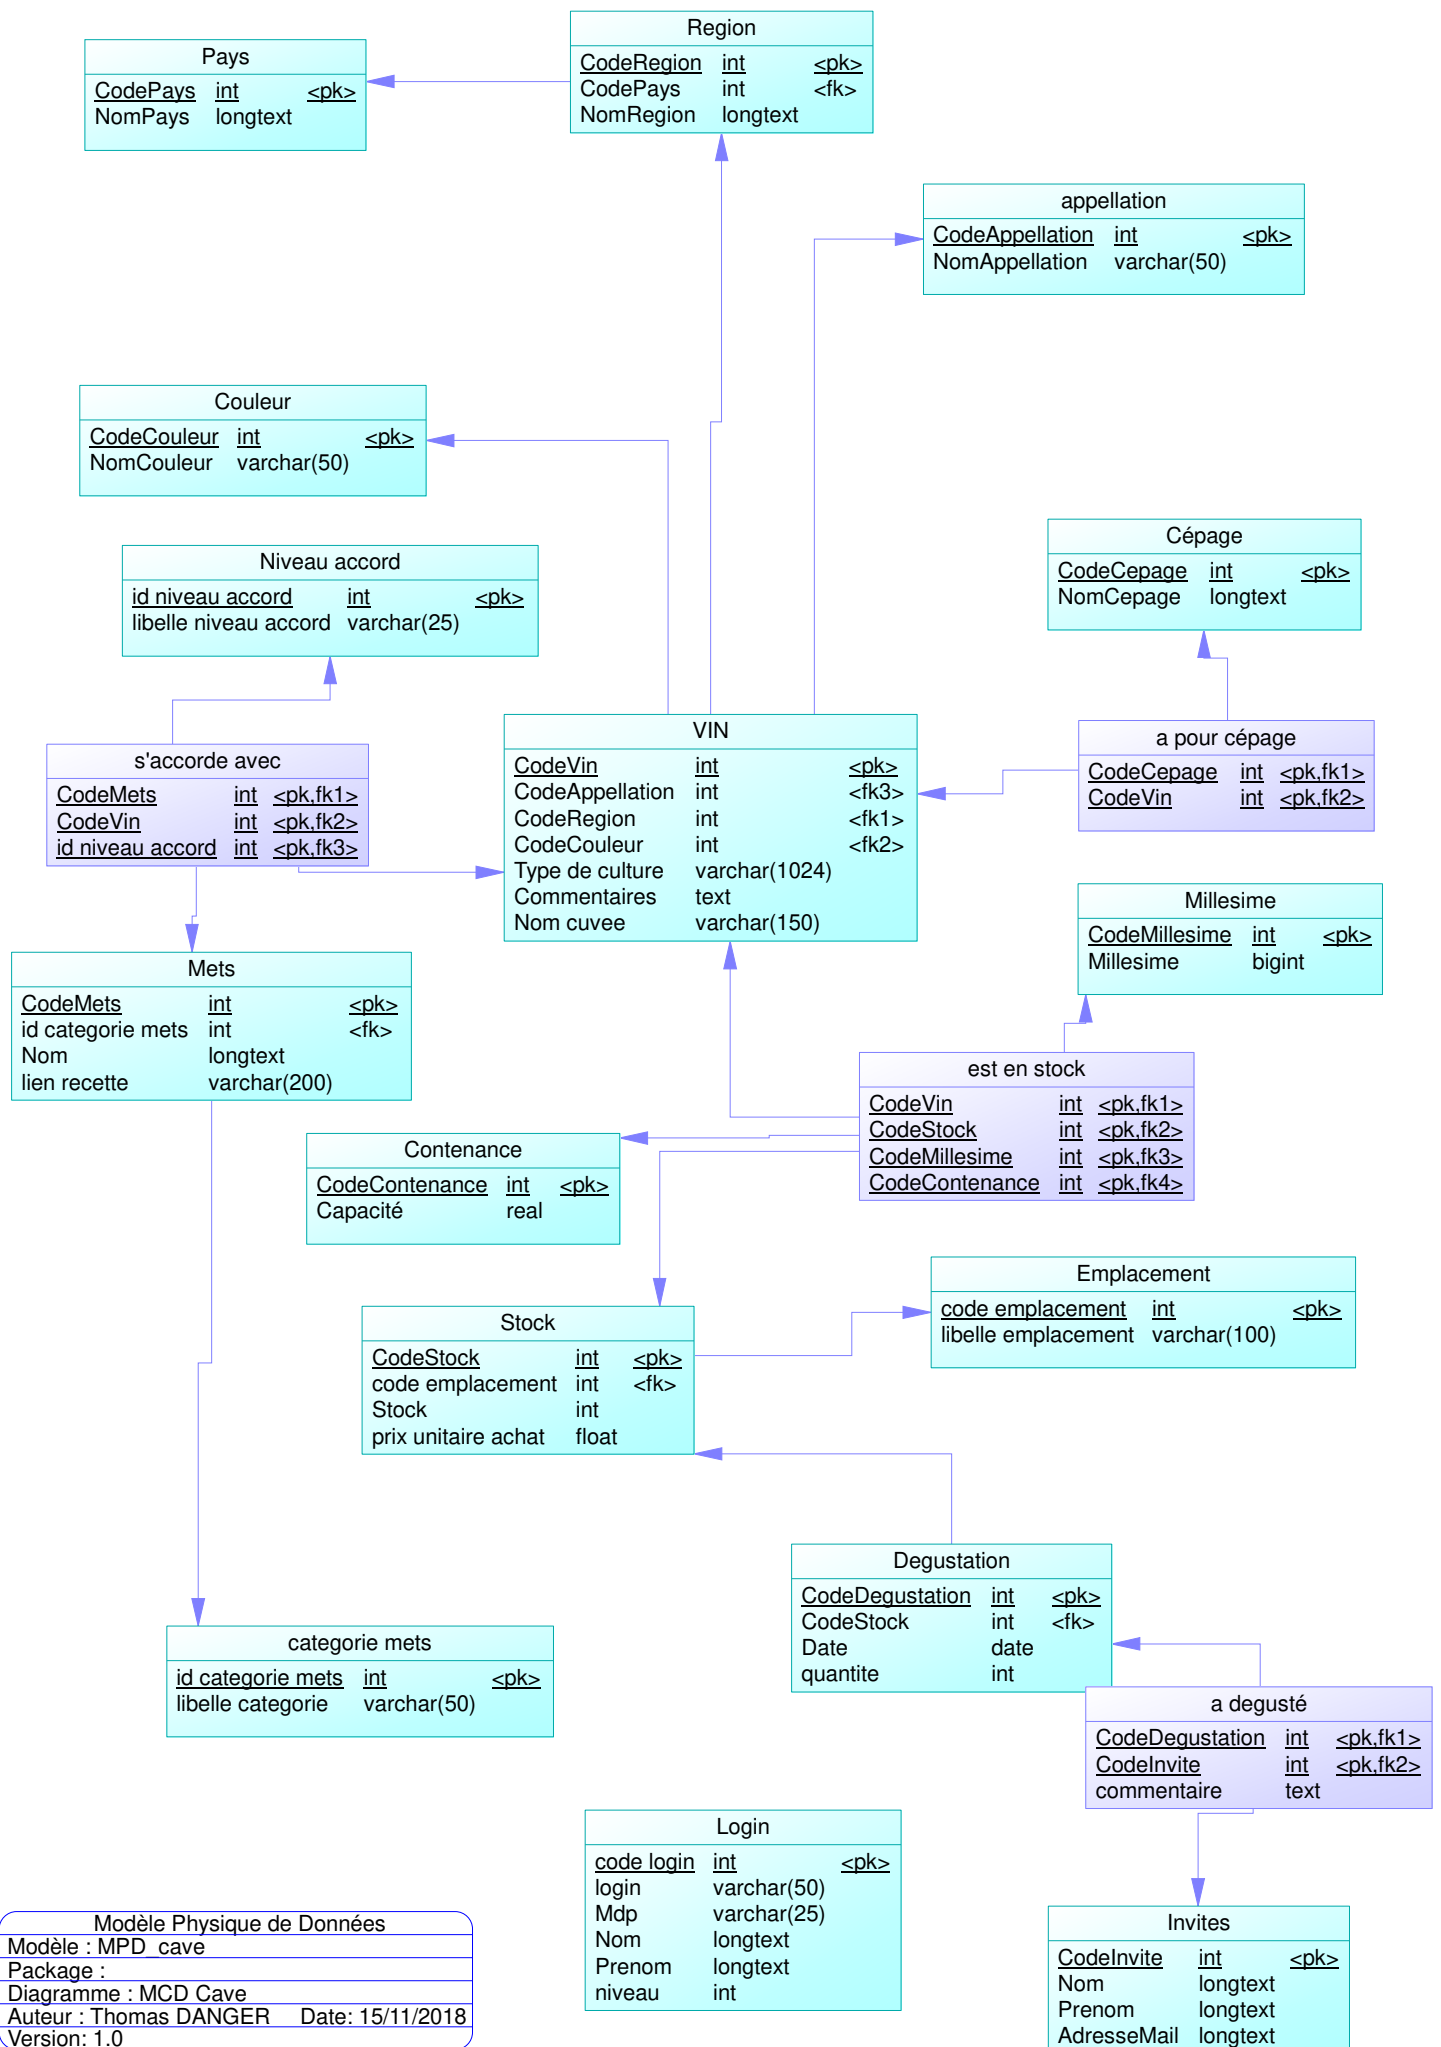 Region
CodeRegion int <pk>
CodePays int <fk>
NomRegion longtext
Pays
CodePays int <pk>
NomPays longtext
appellation
CodeAppellation int <pk>
NomAppellation varchar(50)
Couleur
CodeCouleur int <pk>
NomCouleur varchar(50)
Cépage
CodeCepage int <pk>
NomCepage longtext
Niveau accord
id niveau accord int <pk>
libelle niveau accord varchar(25)
VIN
CodeVin int <pk>
CodeAppellation int <fk3>
CodeRegion int <fk1>
CodeCouleur int <fk2>
Type de culture varchar(1024)
Commentaires text
Nom cuvee varchar(150)
a pour cépage
CodeCepage int <pk,fk1>
CodeVin int <pk,fk2>
s'accorde avec
CodeMets int <pk,fk1>
CodeVin int <pk,fk2>
id niveau accord int <pk,fk3>
Millesime
CodeMillesime int <pk>
Millesime bigint
Mets
CodeMets int <pk>
id categorie mets int <fk>
Nom longtext
lien recette varchar(200)
est en stock
CodeVin int <pk,fk1>
CodeStock int <pk,fk2>
CodeMillesime int <pk,fk3>
CodeContenance int <pk,fk4>
Contenance
CodeContenance int <pk>
Capacité real
Emplacement
code emplacement int <pk>
libelle emplacement varchar(100)
Stock
CodeStock int <pk>
code emplacement int <fk>
Stock int
prix unitaire achat float
Degustation
CodeDegustation int <pk>
CodeStock int <fk>
Date date
quantite int
categorie mets
id categorie mets int <pk>
libelle categorie varchar(50)
a degusté
CodeDegustation int <pk,fk1>
CodeInvite int <pk,fk2>
commentaire text
Login
code login int <pk>
login varchar(50)
Mdp varchar(25)
Nom longtext
Prenom longtext
niveau int
Invites
CodeInvite int <pk>
Nom longtext
Prenom longtext
AdresseMail longtext
Modèle Physique de Données
Modèle : MPD_cave
Package :
Diagramme : MCD Cave
Auteur : Thomas DANGER Date: 15/11/2018
Version: 1.0